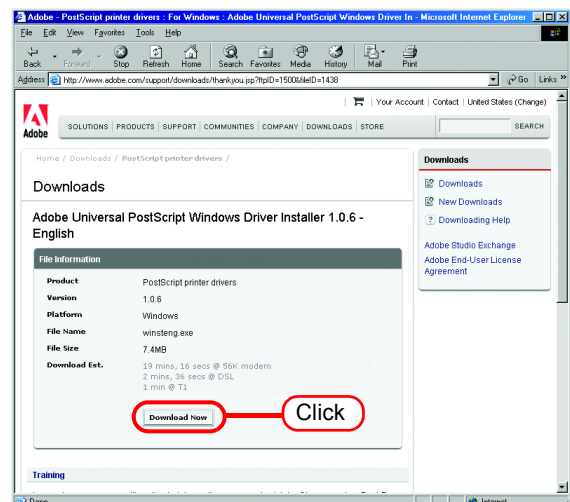 Adobe - PostScript printer drivers : For Windows : Adobe Universal PostScript Windows Driver In - Microsoft Internet Explorer
File Edit View Favorites Tools Help
Back Forward Stop Refresh Home Search Favorites Media History Mail Print
Address http://www.adobe.com/support/downloads/thankyou.jsp?ftpID=1500&fileID=1438 Go Links »
Your Account | Contact | United States (Change)
Adobe
SOLUTIONS PRODUCTS SUPPORT COMMUNITIES COMPANY DOWNLOADS STORE SEARCH
Home / Downloads / PostScript printer drivers /
Downloads
Adobe Universal PostScript Windows Driver Installer 1.0.6 -
English
File Information
Product PostScript printer drivers
Version 1.0.6
Platform Windows
File Name winsteng.exe
File Size 7.4MB
Download Est. 19 mins, 16 secs @ 56K modem
2 mins, 36 secs @ DSL
1 min @ T1
Download Now
Click
Training
Downloads
Downloads
New Downloads
? Downloading Help
Adobe Studio Exchange
Adobe End-User License
Agreement
Done
Internet